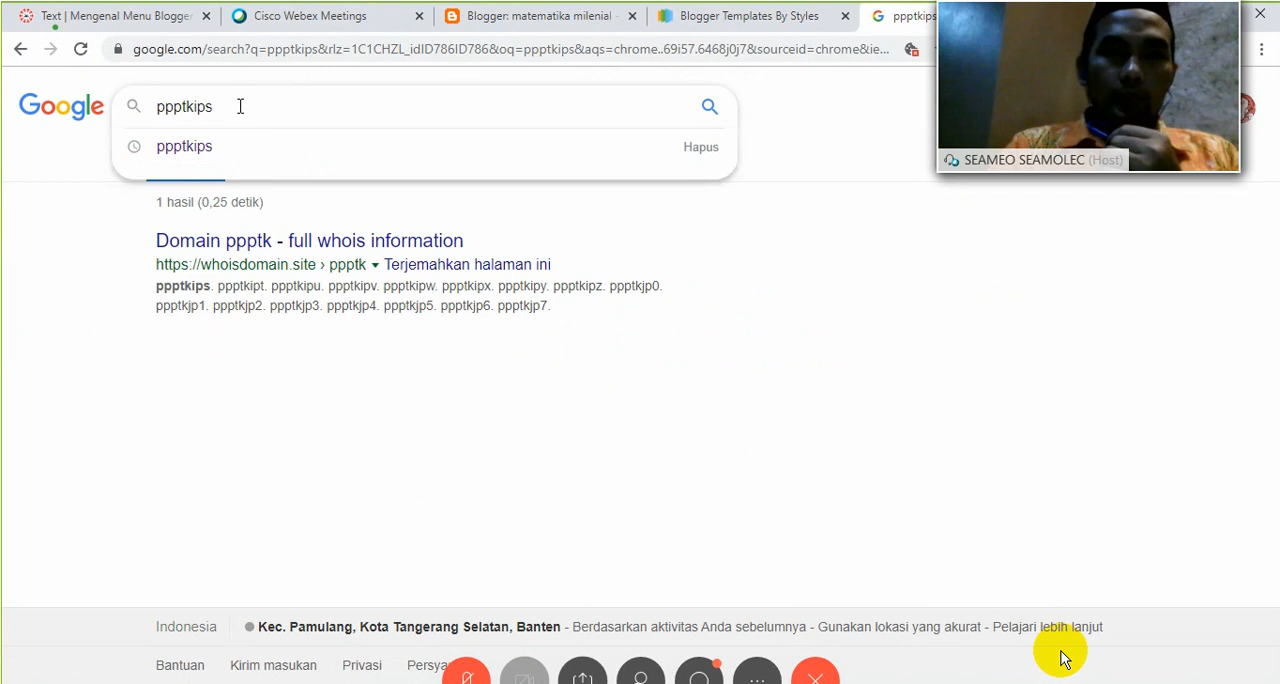 Text | Mengenal Menu Blogger
Cisco Webex Meetings
Blogger: matematika milenial -
Blogger Templates By Styles
ppptkips
google.com/search?q=ppptkips&rlz=1C1CHZL_idID786ID786&oq=ppptkips&aqs=chrome..69i57.6468j0j7&sourceid=chrome&ie...
Google
ppptkips
ppptkips
Hapus
SEAMEO SEAMOLEC (Host)
1 hasil (0,25 detik)
Domain ppptk - full whois information
https://whoisdomain.site › ppptk Terjemahkan halaman ini
ppptkips. ppptkipt. ppptkipu. ppptkipv. ppptkipw. ppptkipx. ppptkipy. ppptkipz. ppptkjp0.
ppptkjp1. ppptkjp2. ppptkjp3. ppptkjp4. ppptkjp5. ppptkjp6. ppptkjp7.
Indonesia
Kec. Pamulang, Kota Tangerang Selatan, Banten - Berdasarkan aktivitas Anda sebelumnya - Gunakan lokasi yang akurat - Pelajari lebih lanjut
Bantuan Kirim masukan Privasi Persya